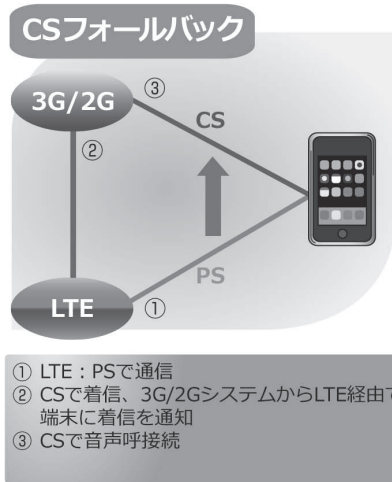 CSフォールバック
3G/2G
③
CS
②
PS
LTE
①
① LTE：PSで通信
② CSで着信、3G/2GシステムからLTE経由で
端末に着信を通知
③ CSで音声呼接続